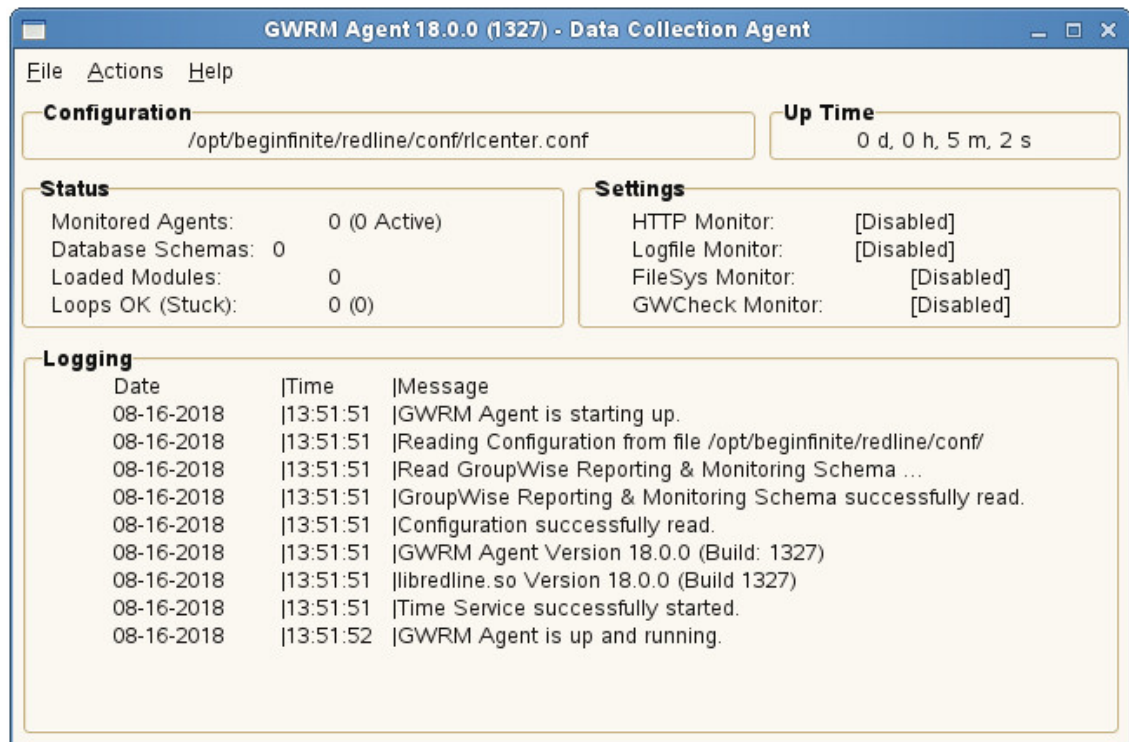 GWRM Agent 18.0.0 (1327) - Data Collection Agent
File Actions Help
Configuration
/opt/beginfinite/redline/conf/rlcenter.conf
Up Time
0 d, 0 h, 5 m, 2 s
Status
Monitored Agents: 0 (0 Active)
Database Schemas: 0
Loaded Modules: 0
Loops OK (Stuck): 0 (0)
Settings
HTTP Monitor: [Disabled]
Logfile Monitor: [Disabled]
FileSys Monitor: [Disabled]
GWCheck Monitor: [Disabled]
Logging
Date |Time |Message
08-16-2018 |13:51:51 |GWRM Agent is starting up.
08-16-2018 |13:51:51 |Reading Configuration from file /opt/beginfinite/redline/conf/
08-16-2018 |13:51:51 |Read GroupWise Reporting & Monitoring Schema ...
08-16-2018 |13:51:51 |GroupWise Reporting & Monitoring Schema successfully read.
08-16-2018 |13:51:51 |Configuration successfully read.
08-16-2018 |13:51:51 |GWRM Agent Version 18.0.0 (Build: 1327)
08-16-2018 |13:51:51 |libredline.so Version 18.0.0 (Build 1327)
08-16-2018 |13:51:51 |Time Service successfully started.
08-16-2018 |13:51:52 |GWRM Agent is up and running.